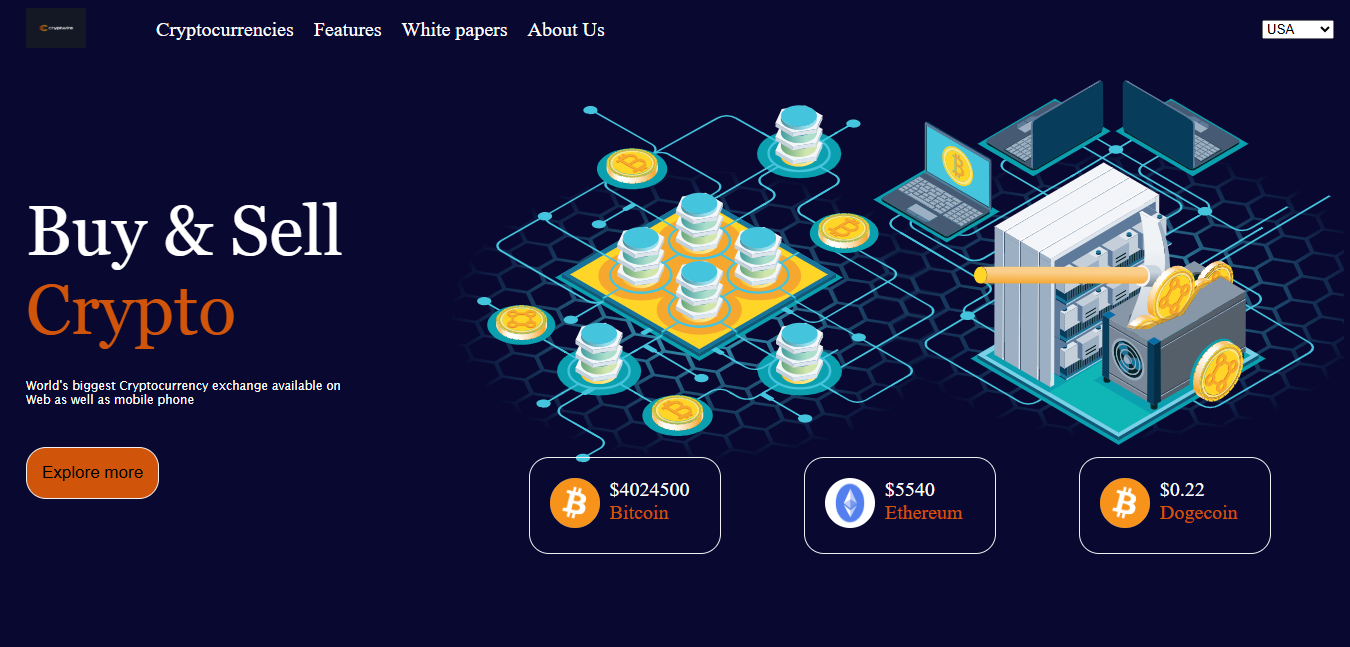 Cryptocurrencies Features White papers About Us USA
Buy & Sell
Crypto
World's biggest Cryptocurrency exchange available on
Web as well as mobile phone
Explore more
$4024500
Bitcoin
$5540
Ethereum
$0.22
Dogecoin